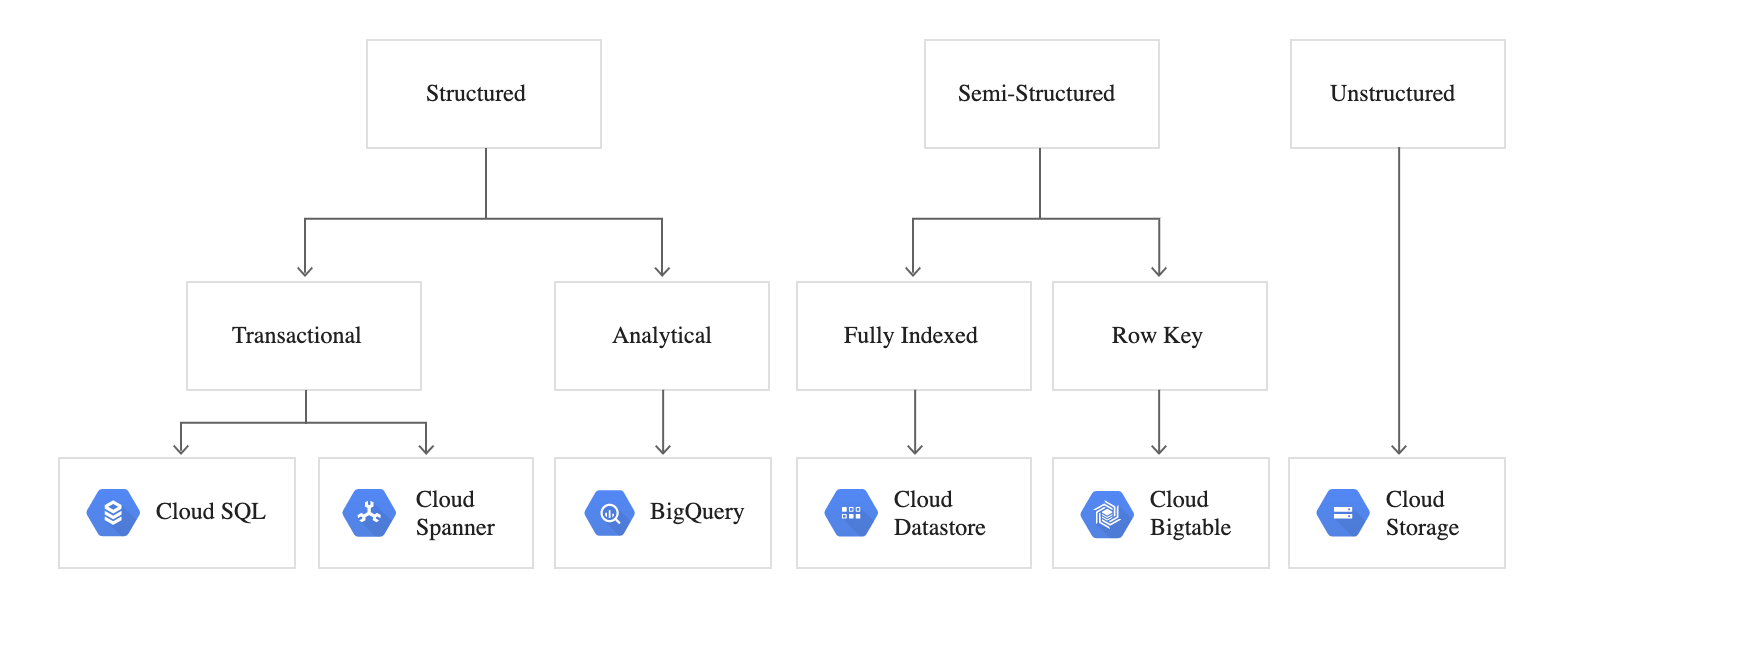 Structured
Semi-Structured
Unstructured
Transactional
Analytical
Fully Indexed
Row Key
Cloud SQL
Cloud
Spanner
BigQuery
Cloud
Datastore
Cloud
Bigtable
Cloud
Storage